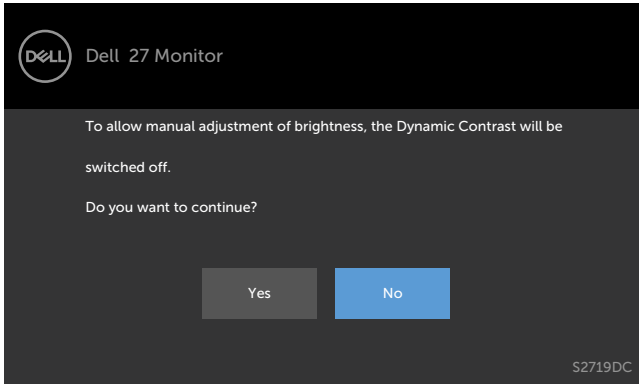 DELL
Dell 27 Monitor
To allow manual adjustment of brightness, the Dynamic Contrast will be
switched off.
Do you want to continue?
Yes
No
S2719DC